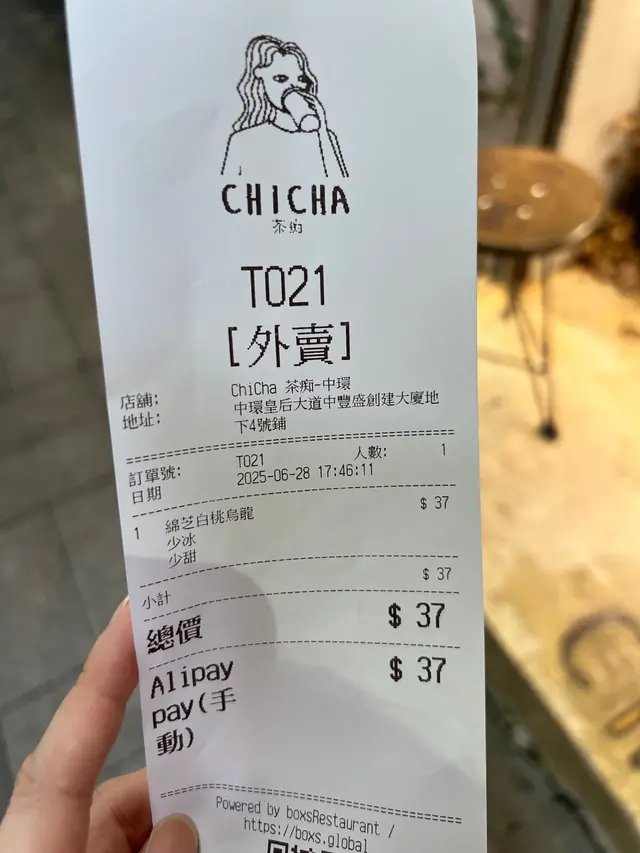 CHICHA
茶痴
T021
[外賣]
店舖: ChiCha 茶痴-中環
地址: 中環皇后大道中豐盛創建大廈地
下4號鋪
訂單號: T021 人數: 1
日期 2025-06-28 17:46:11
1 綿芝白桃烏龍 $ 37
少冰
少甜
小計 $ 37
總價 $ 37
Alipay $ 37
pay(手
動)
Powered by boxsRestaurant /
https://boxs.global